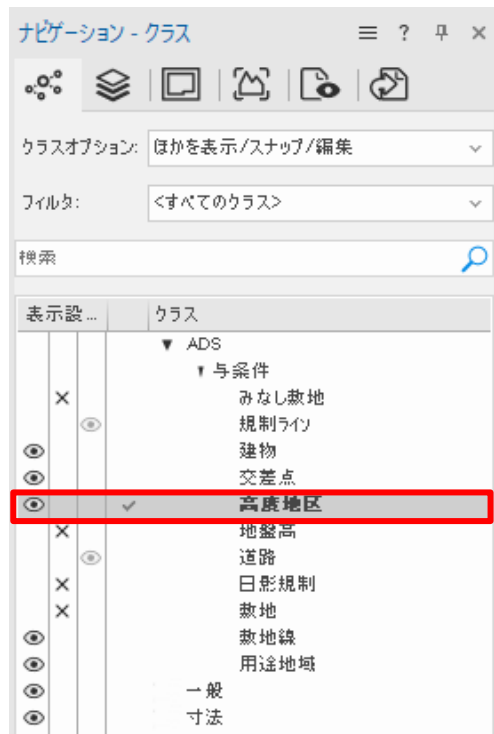 ナビゲーション - クラス
?
クラスオプション: ほかを表示/スナップ/編集
フィルタ: <すべてのクラス>
検索
表示設... クラス
ADS
与条件
みなし敷地
規制ライン
建物
交差点
高度地区
地盤高
道路
日影規制
敷地
敷地線
用途地域
一般
寸法